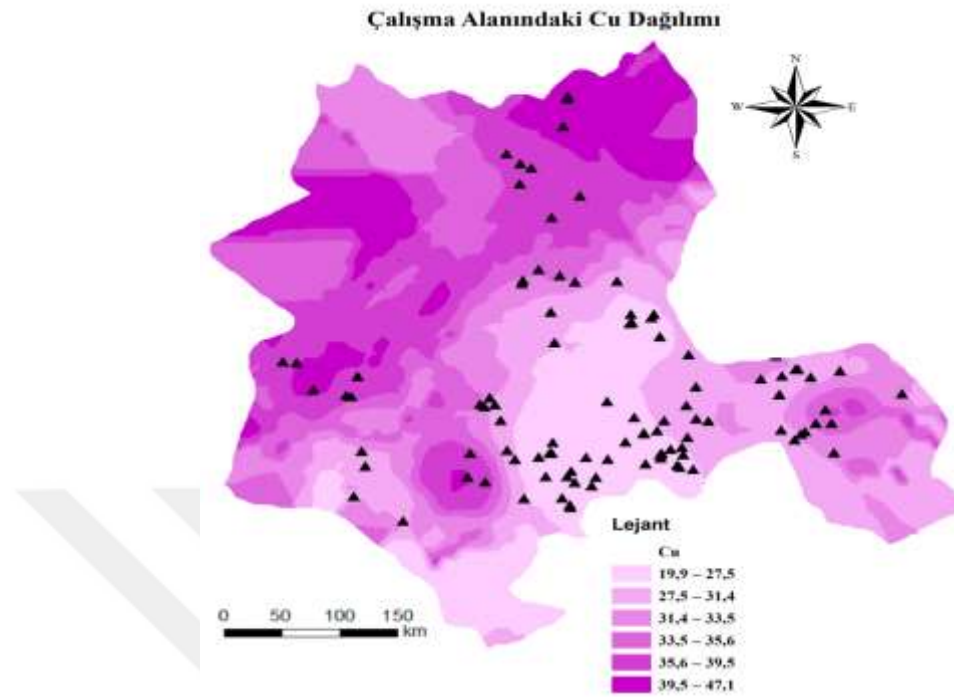 Çalışma Alanındaki Cu Dağılımı
N
W E
S
Lejant
Cu
19,9 – 27,5
27,5 – 31,4
31,4 – 33,5
33,5 – 35,6
35,6 – 39,5
39,5 – 47,1
0 50 100 150
km